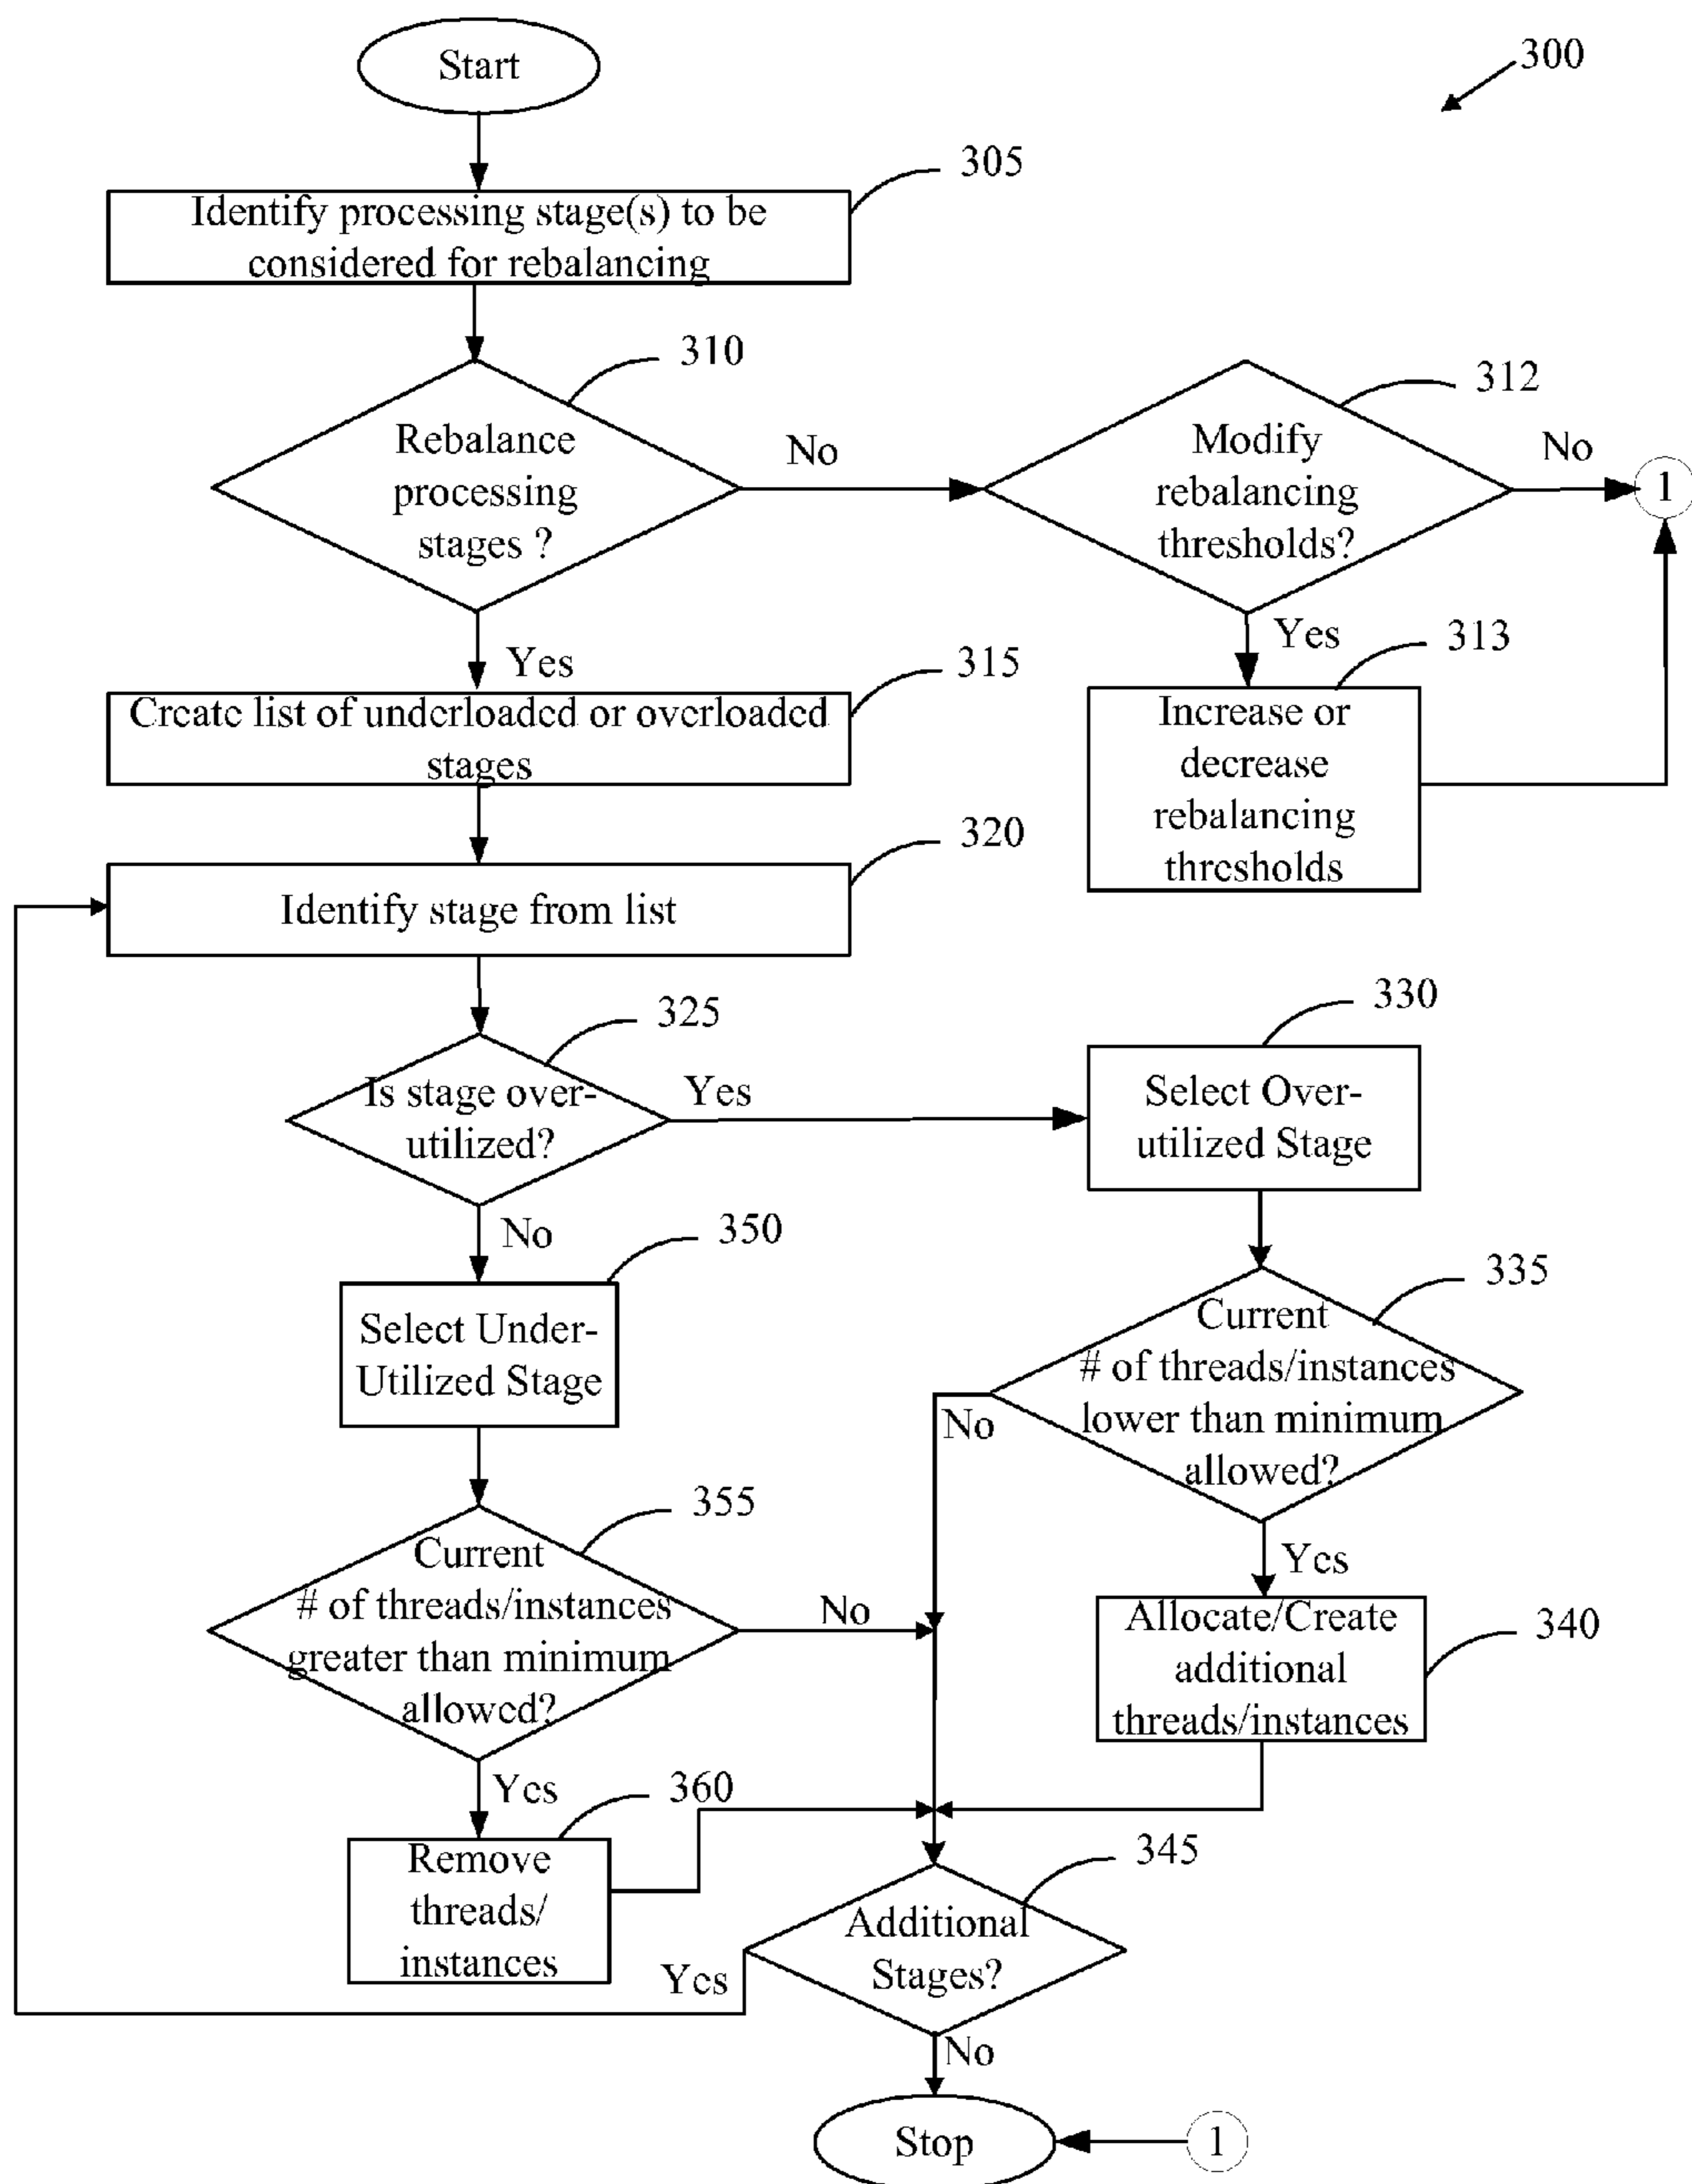 Start
300
305
Identify processing stage(s) to be
considered for rebalancing
310
312
Rebalance
processing
stages ?
No
Modify
rebalancing
thresholds?
No
1
Yes
Yes
313
315
Create list of underloaded or overloaded
stages
Increase or
decrease
rebalancing
thresholds
320
Identify stage from list
325
330
Is stage over-
utilized?
Yes
Select Over-
utilized Stage
No
350
335
Select Under-
Utilized Stage
Current
# of threads/instances
lower than minimum
allowed?
No
355
Yes
Current
# of threads/instances
greater than minimum
allowed?
No
Allocate/Create
additional
threads/instances
340
Yes
360
Remove
threads/
instances
345
Additional
Stages?
Yes
No
Stop
1